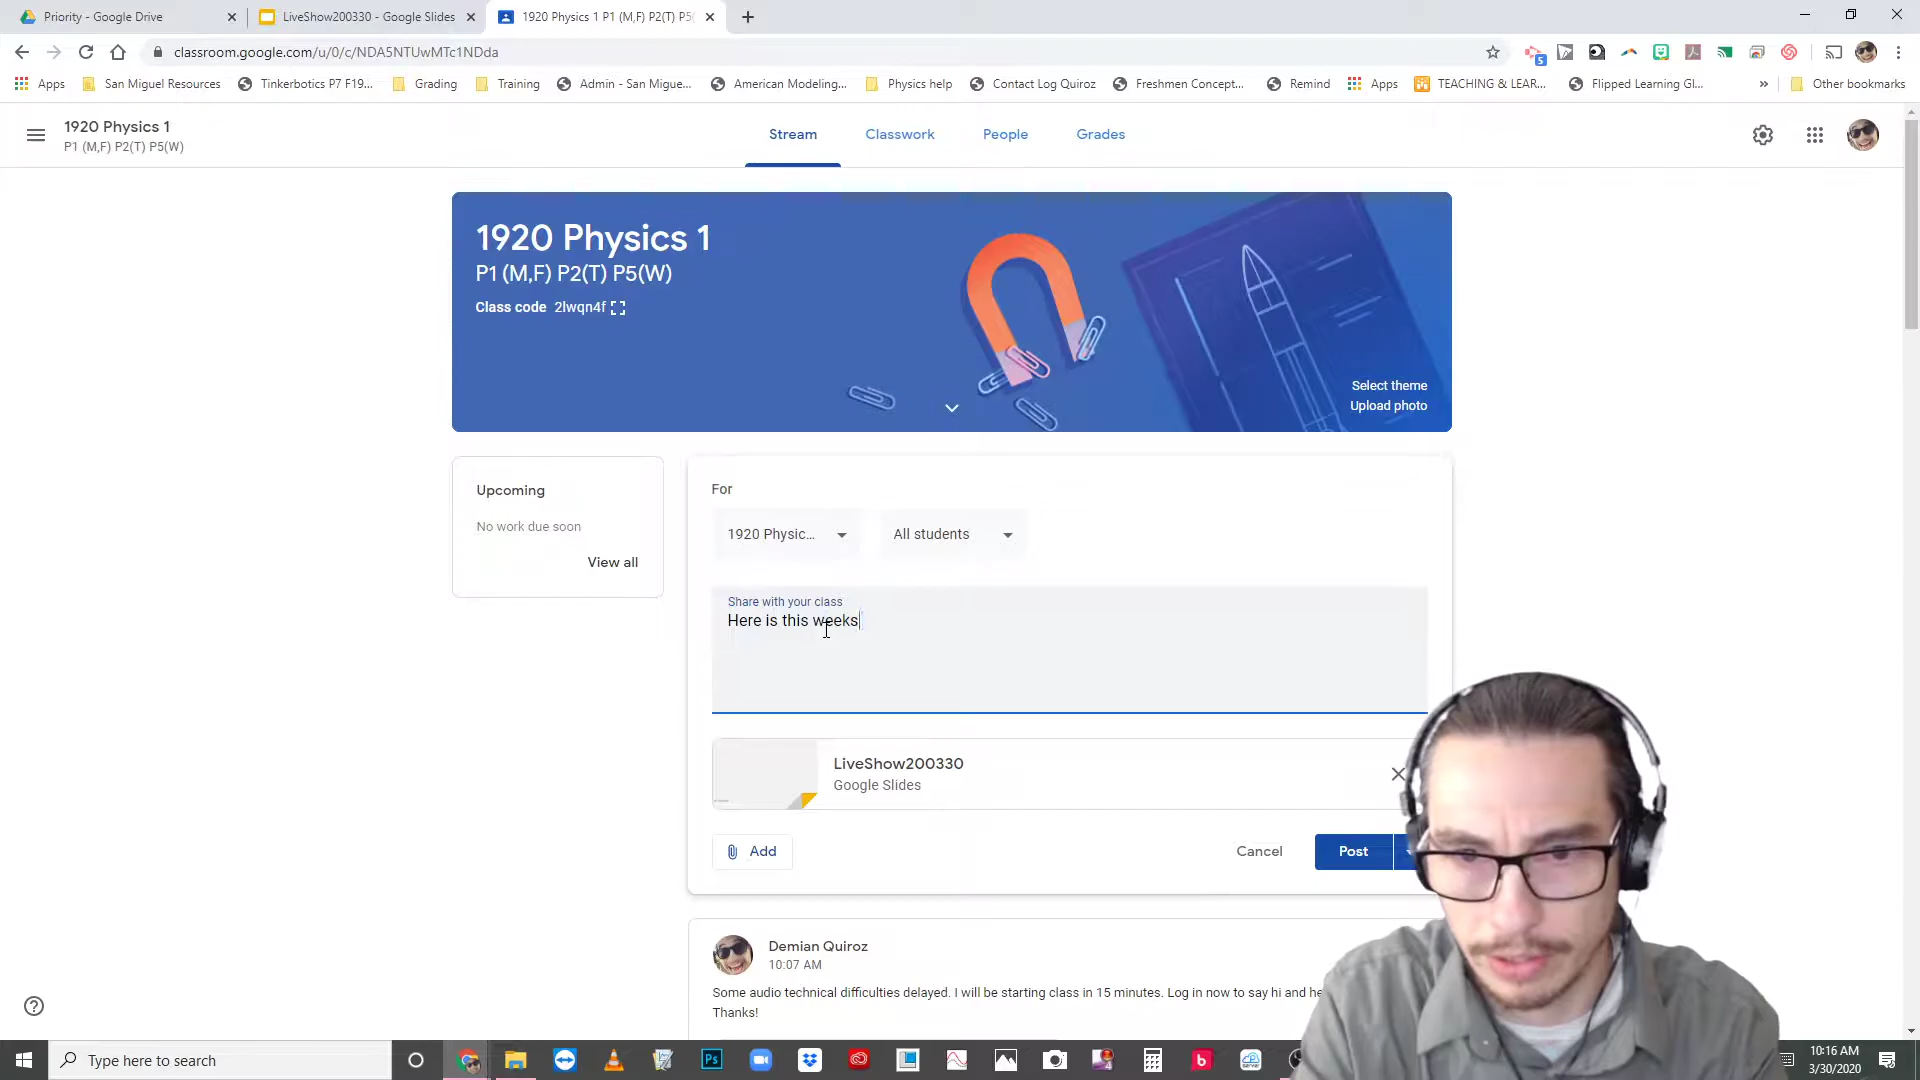 Priority - Google Drive
LiveShow200330 - Google Slides
1920 Physics 1 P1 (M,F) P2(T) P5(
classroom.google.com/u/0/c/NDA5NTUwMTc1NDda
5
Apps
San Miguel Resources
Tinkerbotics P7 F19...
Grading
Training
Admin - San Migue...
American Modeling...
Physics help
Contact Log Quiroz
Freshmen Concept...
Remind
Apps
TEACHING & LEAR...
Flipped Learning Gl...
Other bookmarks
1920 Physics 1
P1 (M,F) P2(T) P5(W)
Stream
Classwork
People
Grades
1920 Physics 1
P1 (M,F) P2(T) P5(W)
Class code 2lwqn4f
Select theme
Upload photo
Upcoming
No work due soon
View all
For
1920 Physic...
All students
Share with your class
Here is this weeks
LiveShow200330
Google Slides
Add
Cancel
Post
Demian Quiroz
10:07 AM
Some audio technical difficulties delayed. I will be starting class in 15 minutes. Log in now to say hi and he
Thanks!
Type here to search
Ps
b
10:16 AM
3/30/2020